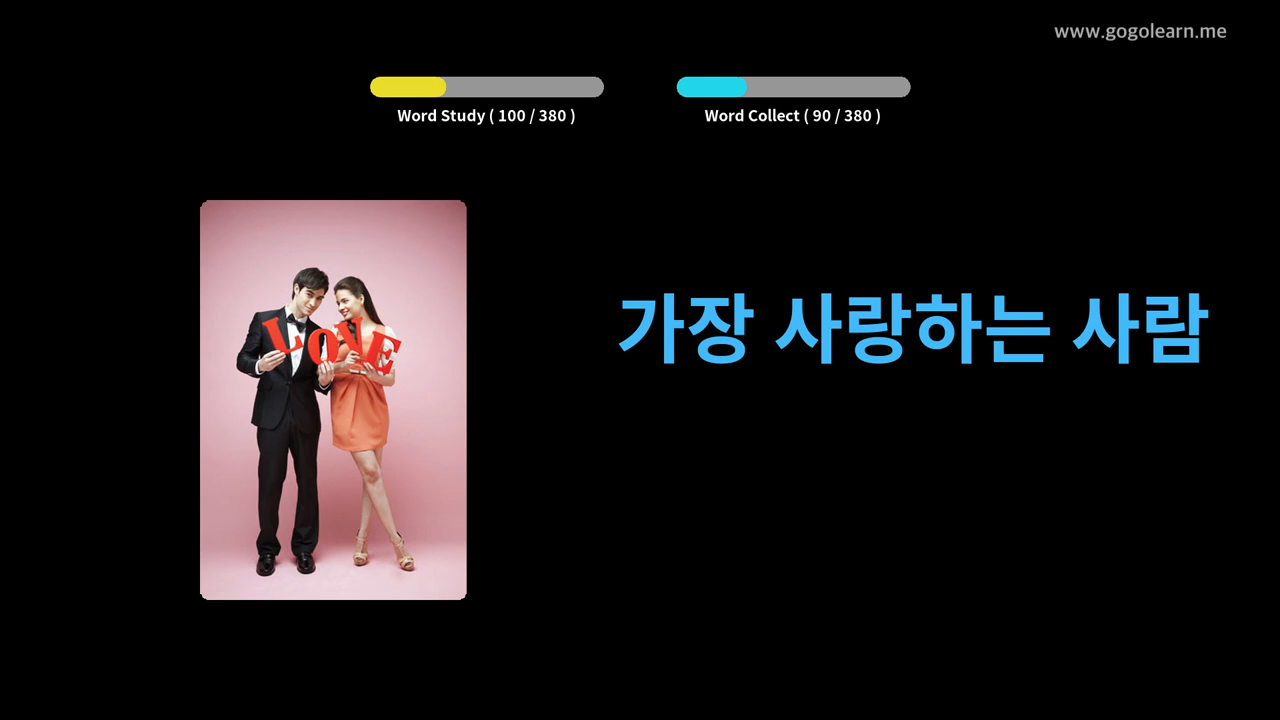 www.gogolearn.me
Word Study ( 100 / 380 )
Word Collect ( 90 / 380 )
LOVE
가장 사랑하는 사람